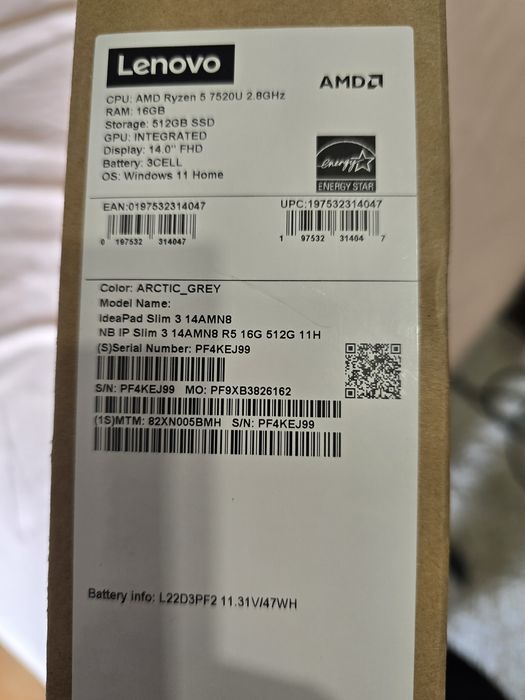 Lenovo
AMD
CPU: AMD Ryzen 5 7520U 2.8GHz
RAM: 16GB
Storage: 512GB SSD
GPU: INTEGRATED
Display: 14.0" FHD
Battery: 3CELL
OS: Windows 11 Home
energy
ENERGY STAR
EAN:0197532314047 UPC:197532314047
0 197532 314047 1 97532 31404 7
Color: ARCTIC_GREY
Model Name:
IdeaPad Slim 3 14AMN8
NB IP Slim 3 14AMN8 R5 16G 512G 11H
(S)Serial Number: PF4KEJ99
S/N: PF4KEJ99 MO: PF9XB3826162
(1S)MTM: 82XN005BMH S/N: PF4KEJ99
Battery info: L22D3PF2 11.31V/47WH